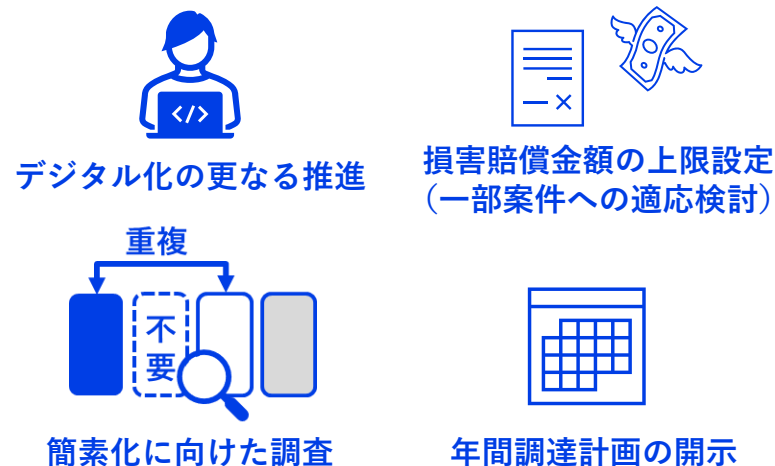 </>
デジタル化の更なる推進
損害賠償金額の上限設定
（一部案件への適応検討）
重複
不要
簡素化に向けた調査
年間調達計画の開示